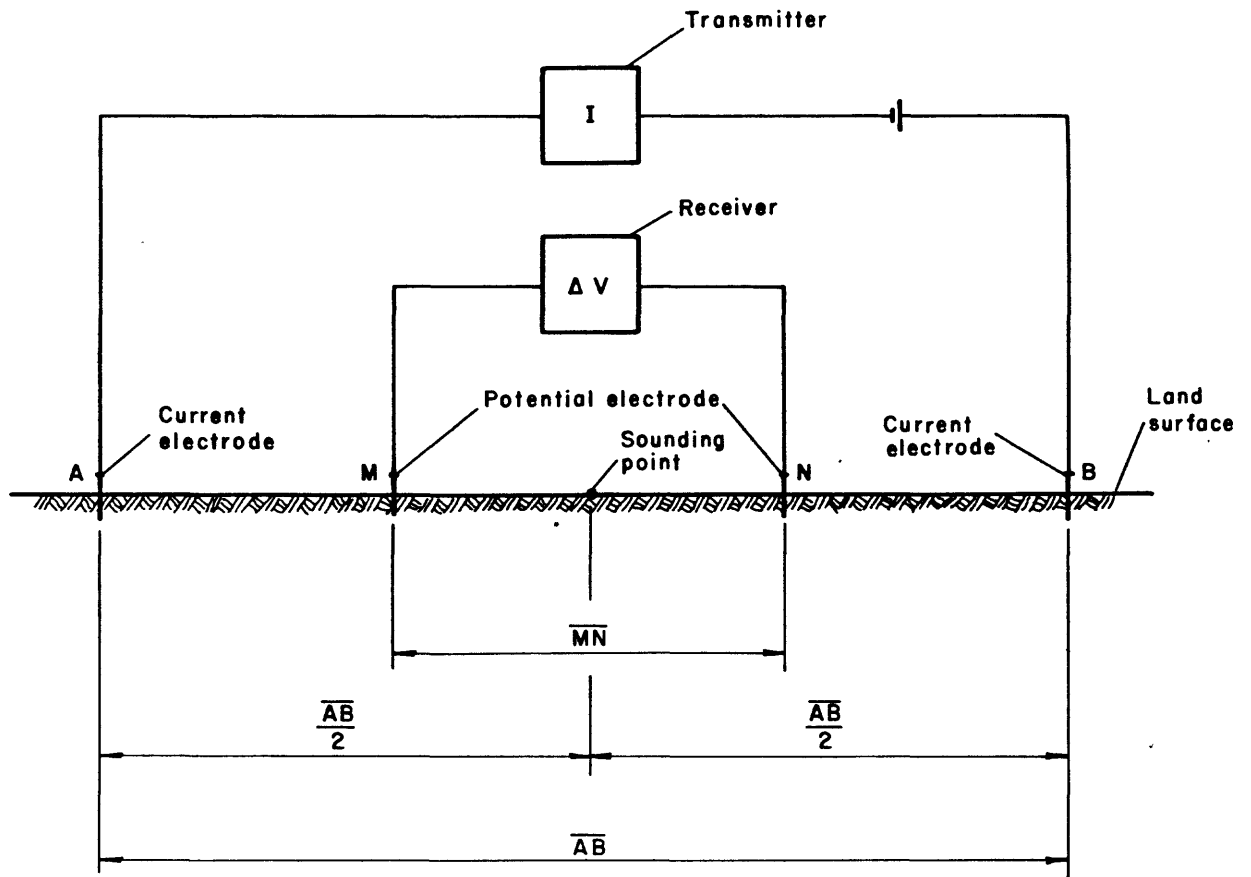 Transmitter
I
Receiver
Δ V
Current
electrode
Potential electrode
Sounding
point
Current
electrode
Land
surface
A
M
N
B
MN
AB
2
AB
2
AB